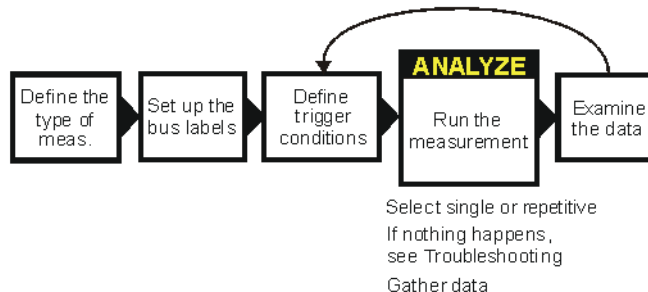 Define the
type of
meas.
Set up the
bus labels
Define
trigger
conditions
ANALYZE
Run the
measurement
Examine
the data
Select single or repetitive
If nothing happens,
see Troubleshooting
Gather data